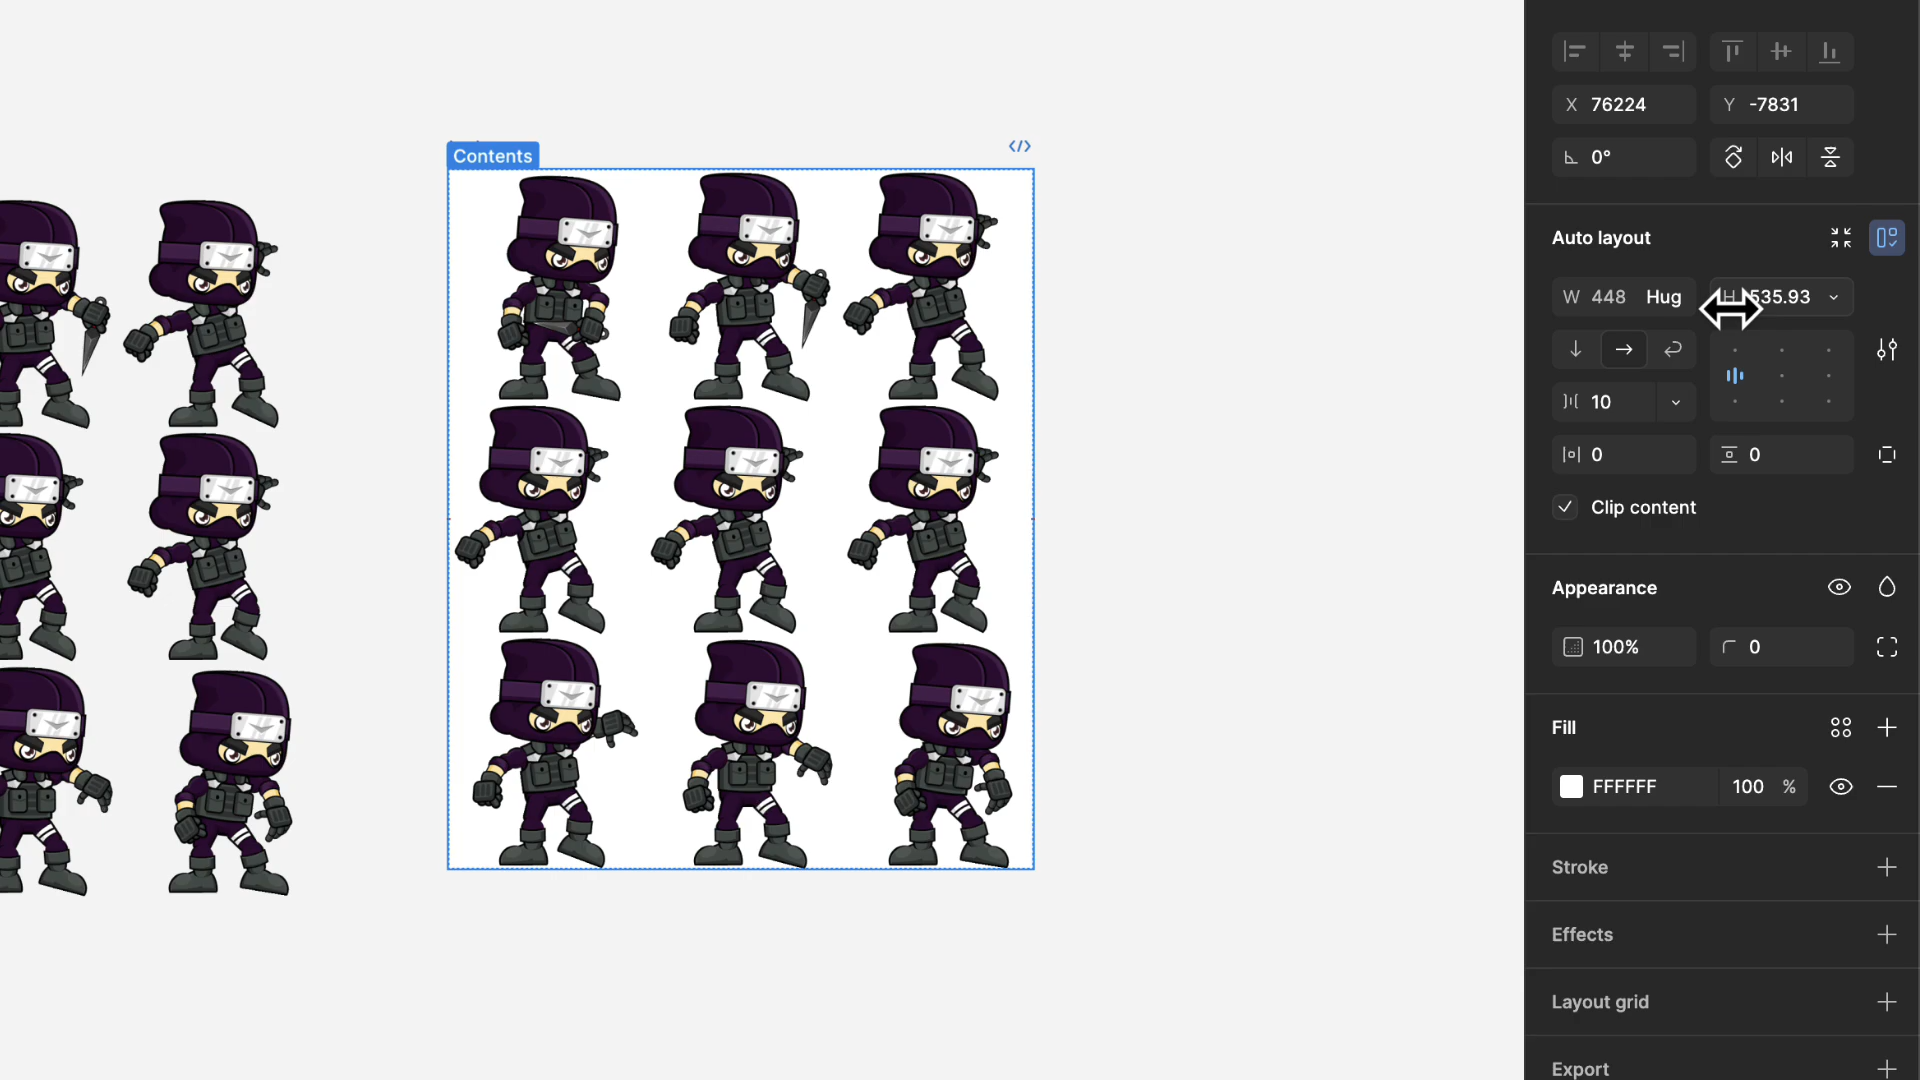 Contents
</>
X 76224
Y -7831
0°
Auto layout
W 448 Hug
535.93
10
0
0
Clip content
Appearance
100%
0
Fill
FFFFFF 100 %
Stroke
Effects
Layout grid
Export